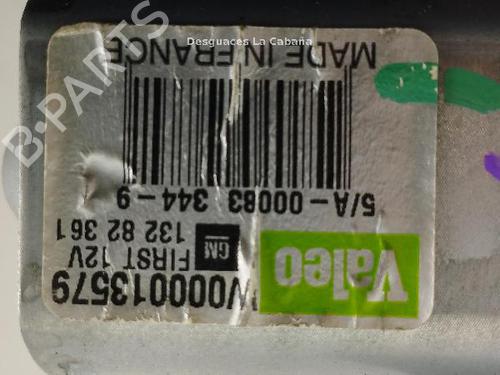 Valeo
W000013579
FIRST 12V
GM
132 82 361
5/A-00083 344-9
MADE IN FRANCE
Desguaces La Cabaña
B-PARTS